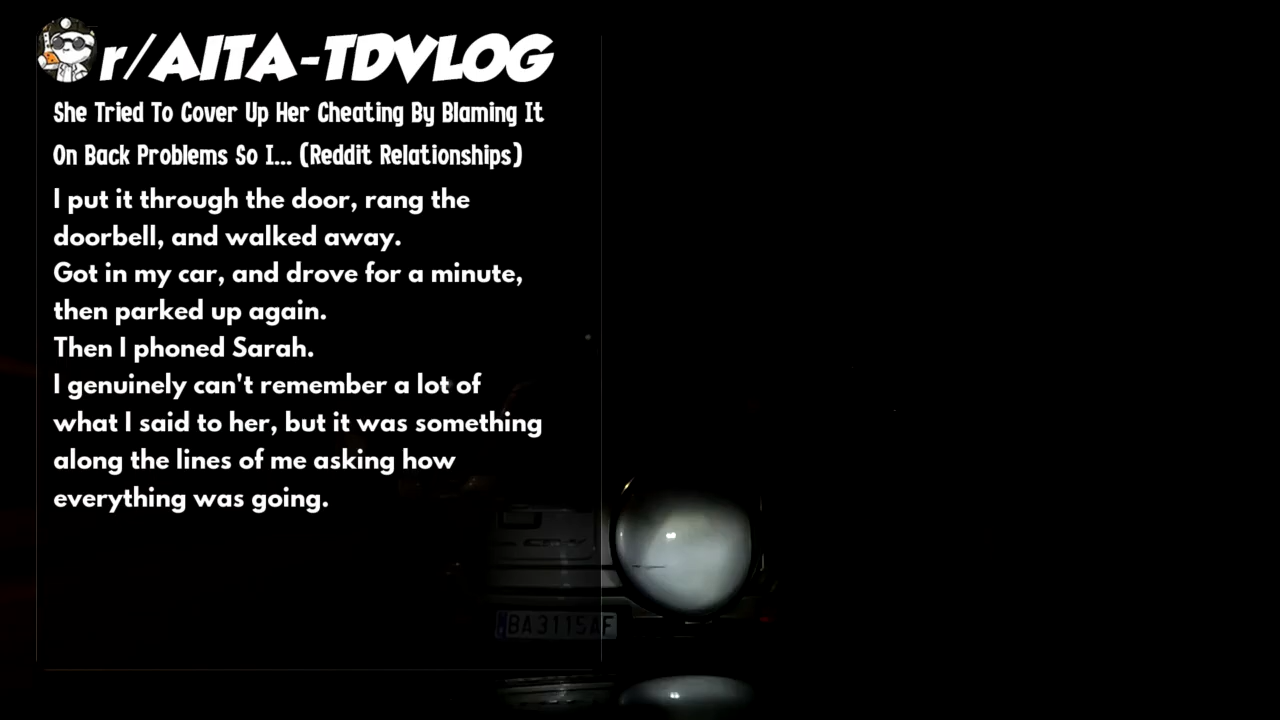 r/AITA-TDVLOG
She Tried To Cover Up Her Cheating By Blaming It
On Back Problems So I... (Reddit Relationships)
I put it through the door, rang the
doorbell, and walked away.
Got in my car, and drove for a minute,
then parked up again.
Then I phoned Sarah.
I genuinely can't remember a lot of
what I said to her, but it was something
along the lines of me asking how
everything was going.
CR-V
BA3115AF